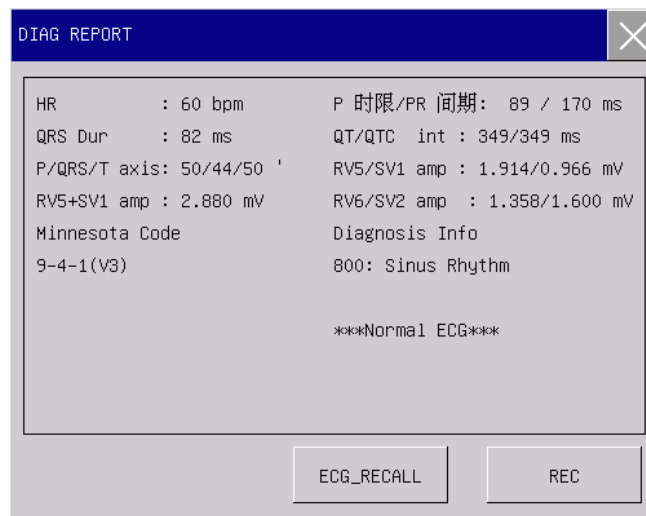 DIAG REPORT
HR : 60 bpm
P 时限/PR 间期: 89 / 170 ms
QRS Dur : 82 ms
QT/QTC int : 349/349 ms
P/QRS/T axis: 50/44/50 '
RV5/SV1 amp : 1.914/0.966 mV
RV5+SV1 amp : 2.880 mV
RV6/SV2 amp : 1.358/1.600 mV
Minnesota Code
Diagnosis Info
9-4-1(V3)
800: Sinus Rhythm
***Normal ECG***
ECG_RECALL
REC